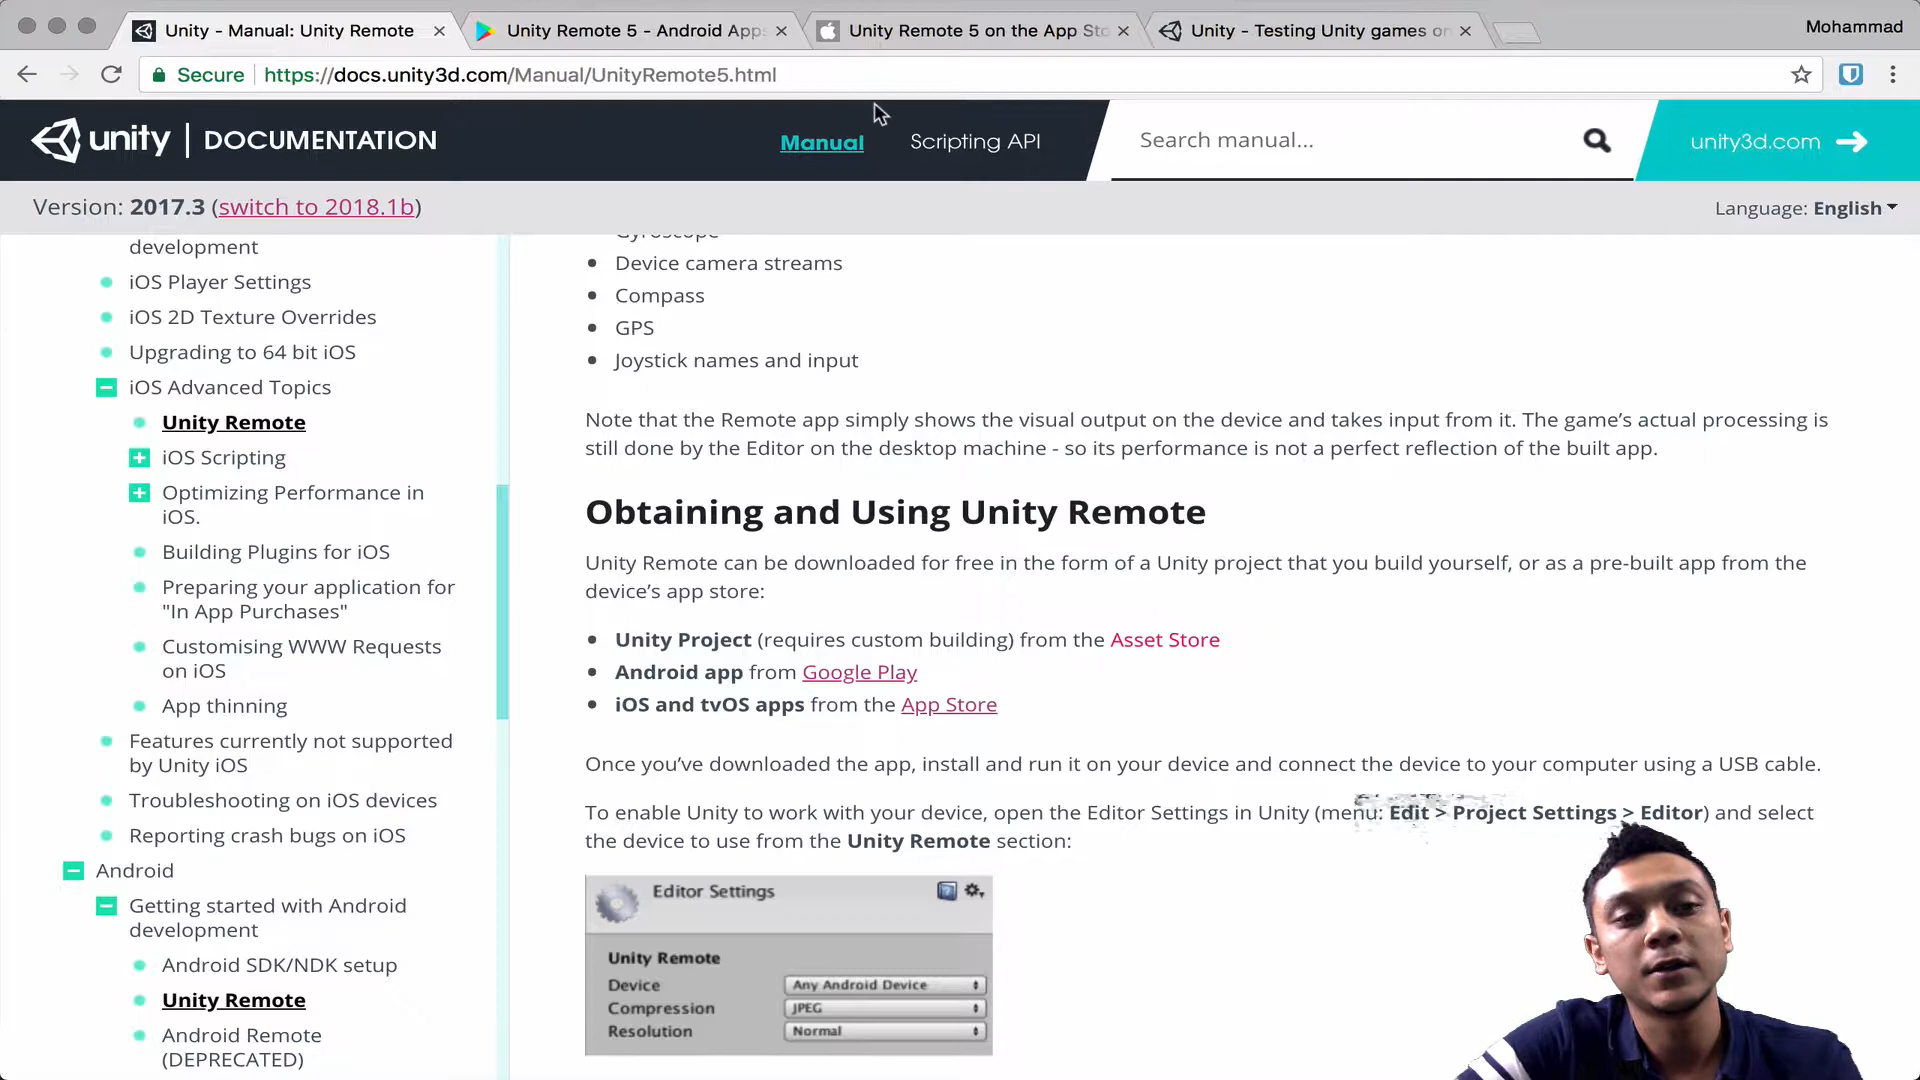 Unity - Manual: Unity Remote
Unity Remote 5 - Android Apps
Unity Remote 5 on the App Sto
Unity - Testing Unity games on
Mohammad
Secure
https://docs.unity3d.com/Manual/UnityRemote5.html
unity | DOCUMENTATION
Manual
Scripting API
Search manual...
unity3d.com
Version: 2017.3 (switch to 2018.1b)
Language: English
development
iOS Player Settings
iOS 2D Texture Overrides
Upgrading to 64 bit iOS
iOS Advanced Topics
Unity Remote
iOS Scripting
Optimizing Performance in
iOS.
Building Plugins for iOS
Preparing your application for
"In App Purchases"
Customising WWW Requests
on iOS
App thinning
Features currently not supported
by Unity iOS
Troubleshooting on iOS devices
Reporting crash bugs on iOS
Android
Getting started with Android
development
Android SDK/NDK setup
Unity Remote
Android Remote
(DEPRECATED)
Gyroscope
Device camera streams
Compass
GPS
Joystick names and input
Note that the Remote app simply shows the visual output on the device and takes input from it. The game’s actual processing is
still done by the Editor on the desktop machine - so its performance is not a perfect reflection of the built app.
Obtaining and Using Unity Remote
Unity Remote can be downloaded for free in the form of a Unity project that you build yourself, or as a pre-built app from the
device’s app store:
Unity Project (requires custom building) from the Asset Store
Android app from Google Play
iOS and tvOS apps from the App Store
Once you’ve downloaded the app, install and run it on your device and connect the device to your computer using a USB cable.
To enable Unity to work with your device, open the Editor Settings in Unity (menu: Edit > Project Settings > Editor) and select
the device to use from the Unity Remote section:
Editor Settings
Unity Remote
Device Any Android Device
Compression JPEG
Resolution Normal